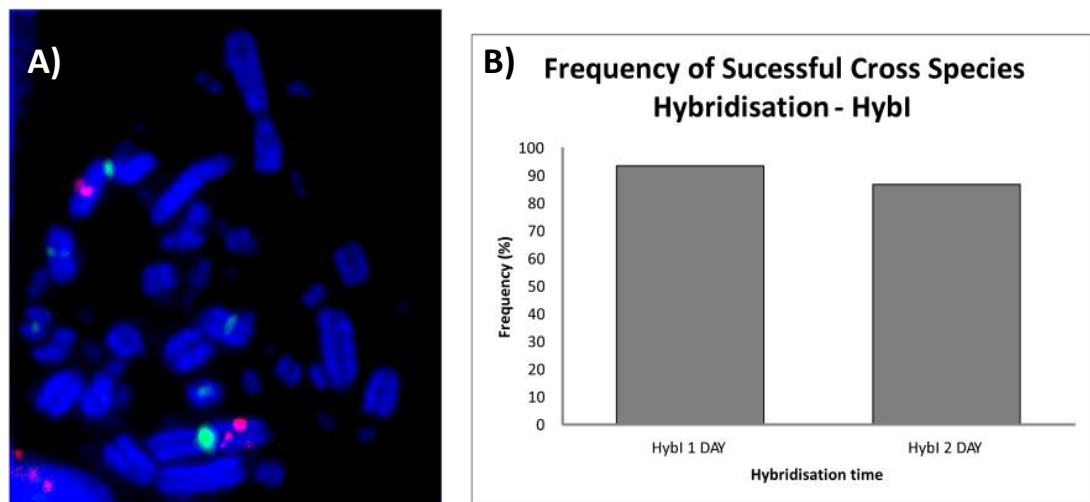 A)
B) Frequency of Sucessful Cross Species
Hybridisation - HybI
100
90
80
70
60
50
40
30
20
10
0
Frequency (%)
HybI 1 DAY HybI 2 DAY
Hybridisation time